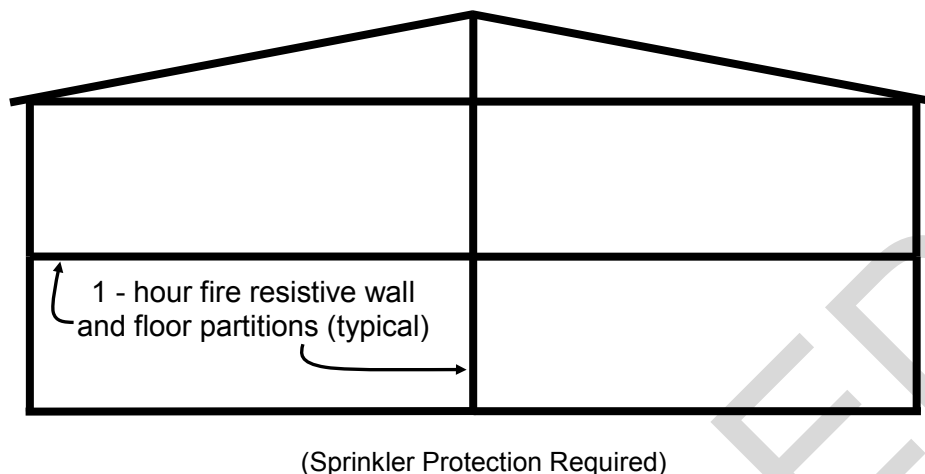 1 - hour fire resistive wall
and floor partitions (typical)
(Sprinkler Protection Required)